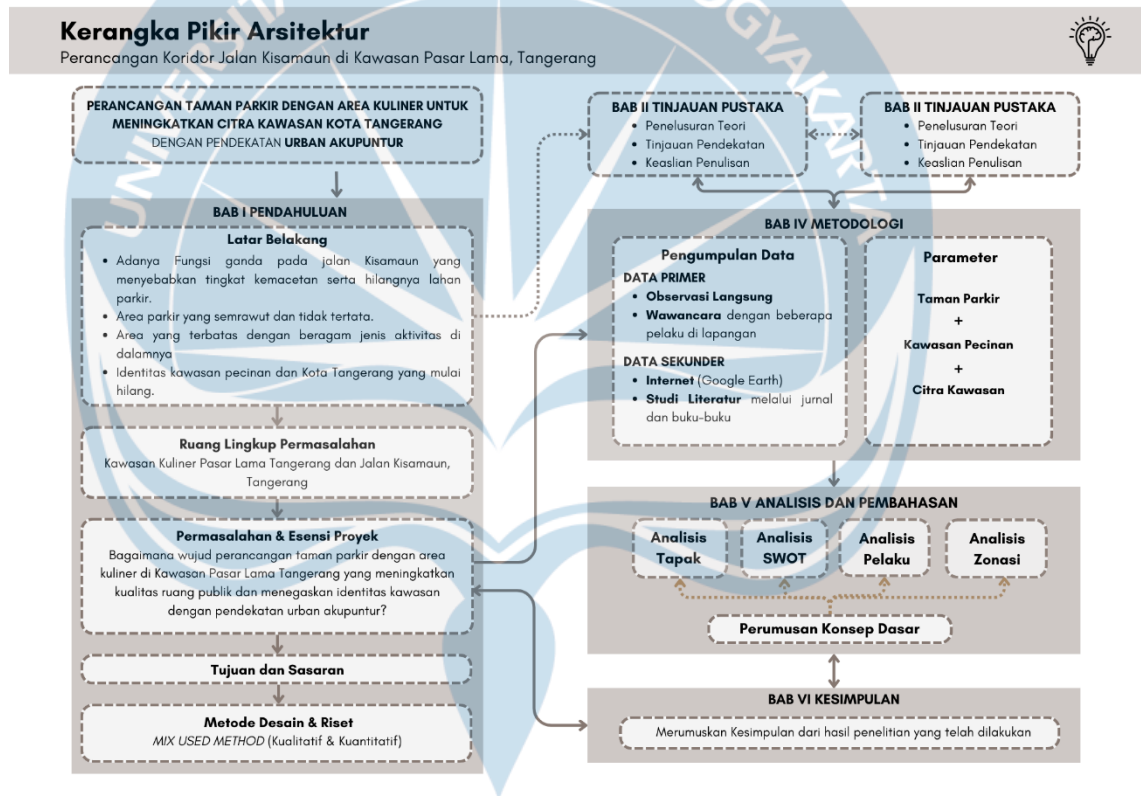 Kerangka Pikir Arsitektur
Perancangan Koridor Jalan Kisamaun di Kawasan Pasar Lama, Tangerang
PERANCANGAN TAMAN PARKIR DENGAN AREA KULINER UNTUK
MENINGKATKAN CITRA KAWASAN KOTA TANGERANG
DENGAN PENDEKATAN URBAN AKUPUNTUR
BAB I PENDAHULUAN
Latar Belakang
• Adanya Fungsi ganda pada jalan Kisamaun yang
menyebabkan tingkat kemacetan serta hilangnya lahan
parkir.
• Area parkir yang semrawut dan tidak tertata.
• Area yang terbatas dengan beragam jenis aktivitas di
dalamnya
• Identitas kawasan pecinan dan Kota Tangerang yang mulai
hilang.
Ruang Lingkup Permasalahan
Kawasan Kuliner Pasar Lama Tangerang dan Jalan Kisamaun,
Tangerang
Permasalahan & Esensi Proyek
Bagaimana wujud perancangan taman parkir dengan area
kuliner di Kawasan Pasar Lama Tangerang yang meningkatkan
kualitas ruang publik dan menegaskan identitas kawasan
dengan pendekatan urban akupuntur?
Tujuan dan Sasaran
Metode Desain & Riset
MIX USED METHOD (Kualitatif & Kuantitatif)
BAB II TINJAUAN PUSTAKA
• Penelusuran Teori
• Tinjauan Pendekatan
• Keaslian Penulisan
BAB II TINJAUAN PUSTAKA
• Penelusuran Teori
• Tinjauan Pendekatan
• Keaslian Penulisan
BAB IV METODOLOGI
Pengumpulan Data
DATA PRIMER
• Observasi Langsung
• Wawancara dengan beberapa
pelaku di lapangan
DATA SEKUNDER
• Internet (Google Earth)
• Studi Literatur melalui jurnal
dan buku-buku
Parameter
Taman Parkir
+
Kawasan Pecinan
+
Citra Kawasan
BAB V ANALISIS DAN PEMBAHASAN
Analisis
Tapak
Analisis
SWOT
Analisis
Pelaku
Analisis
Zonasi
Perumusan Konsep Dasar
BAB VI KESIMPULAN
Merumuskan Kesimpulan dari hasil penelitian yang telah dilakukan